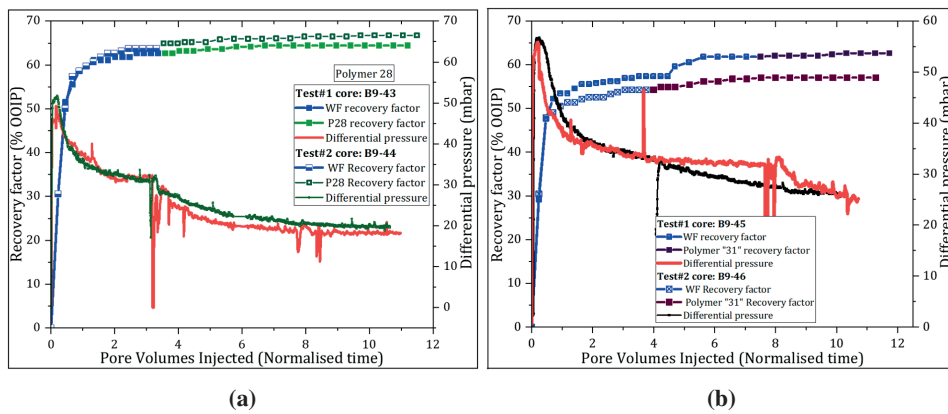 (a)
70
60
50
40
30
20
10
0
Recovery factor (% OOIP)
70
60
50
40
30
20
10
0
Differential pressure (mbar)
Polymer 28
Test#1 core: B9-43
WF recovery factor
P28 recovery factor
Differential pressure
Test#2 core: B9-44
WF Recovery factor
P28 Recovery factor
Differential pressure
0 2 4 6 8 10 12
Pore Volumes Injected (Normalised time)
(a)
(b)
70
60
50
40
30
20
10
0
Recovery factor (% OOIP)
60
50
40
30
20
10
0
Differential pressure (mbar)
Test#1 core: B9-45
WF recovery factor
Polymer "31" recovery factor
Differential pressure
Test#2 core: B9-46
WF Recovery factor
Polymer "31" Recovery factor
Differential pressure
0 2 4 6 8 10 12
Pore Volumes Injected (Normalised time)
(b)